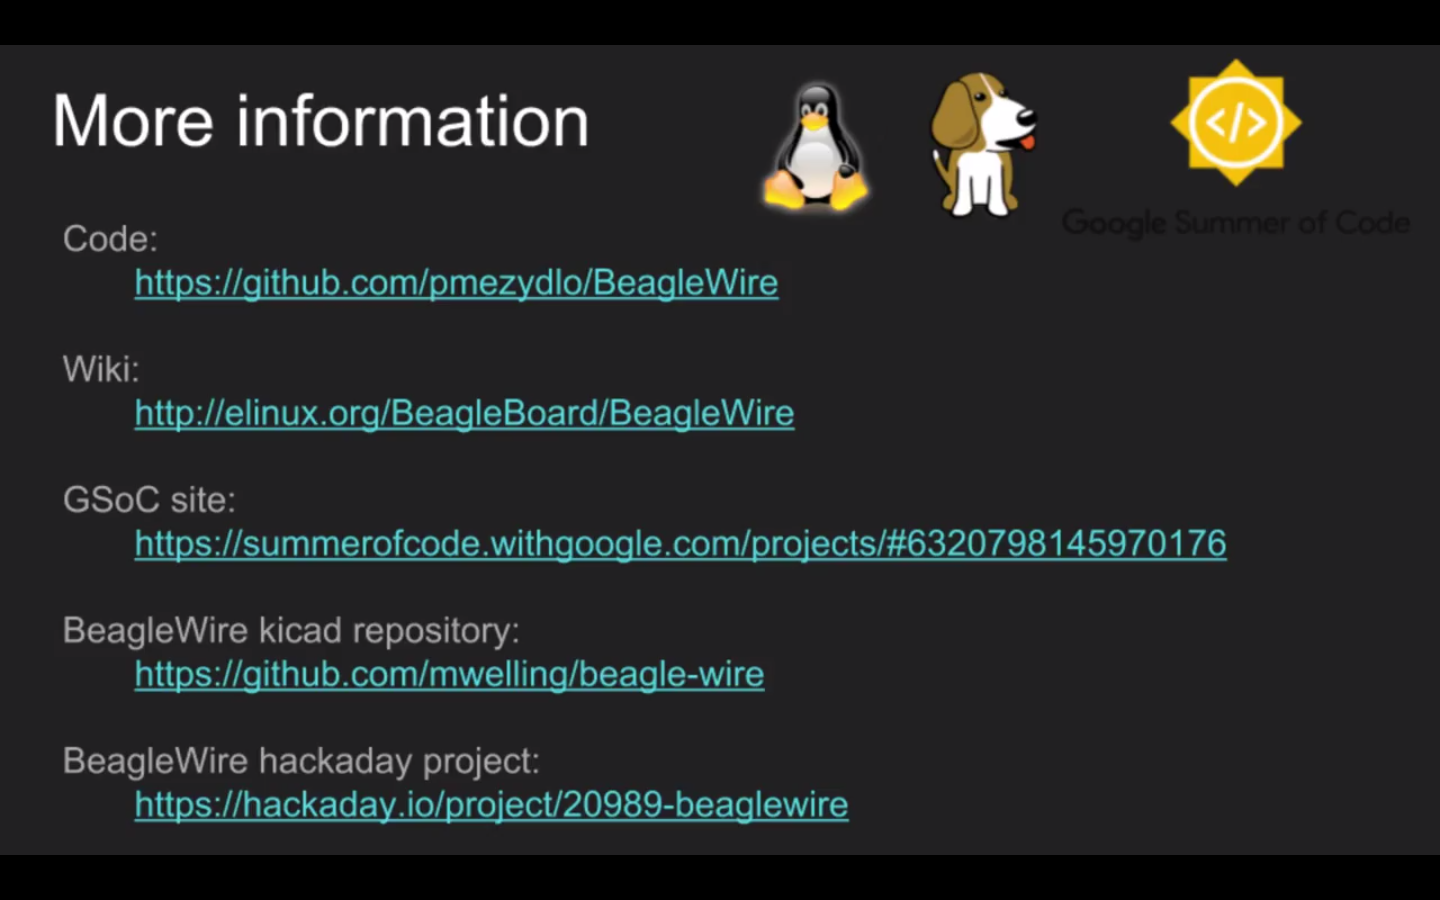 More information
</>
Google Summer of Code
Code:
https://github.com/pmezydlo/BeagleWire
Wiki:
http://elinux.org/BeagleBoard/BeagleWire
GSoC site:
https://summerofcode.withgoogle.com/projects/#6320798145970176
BeagleWire kicad repository:
https://github.com/mwelling/beagle-wire
BeagleWire hackaday project:
https://hackaday.io/project/20989-beaglewire